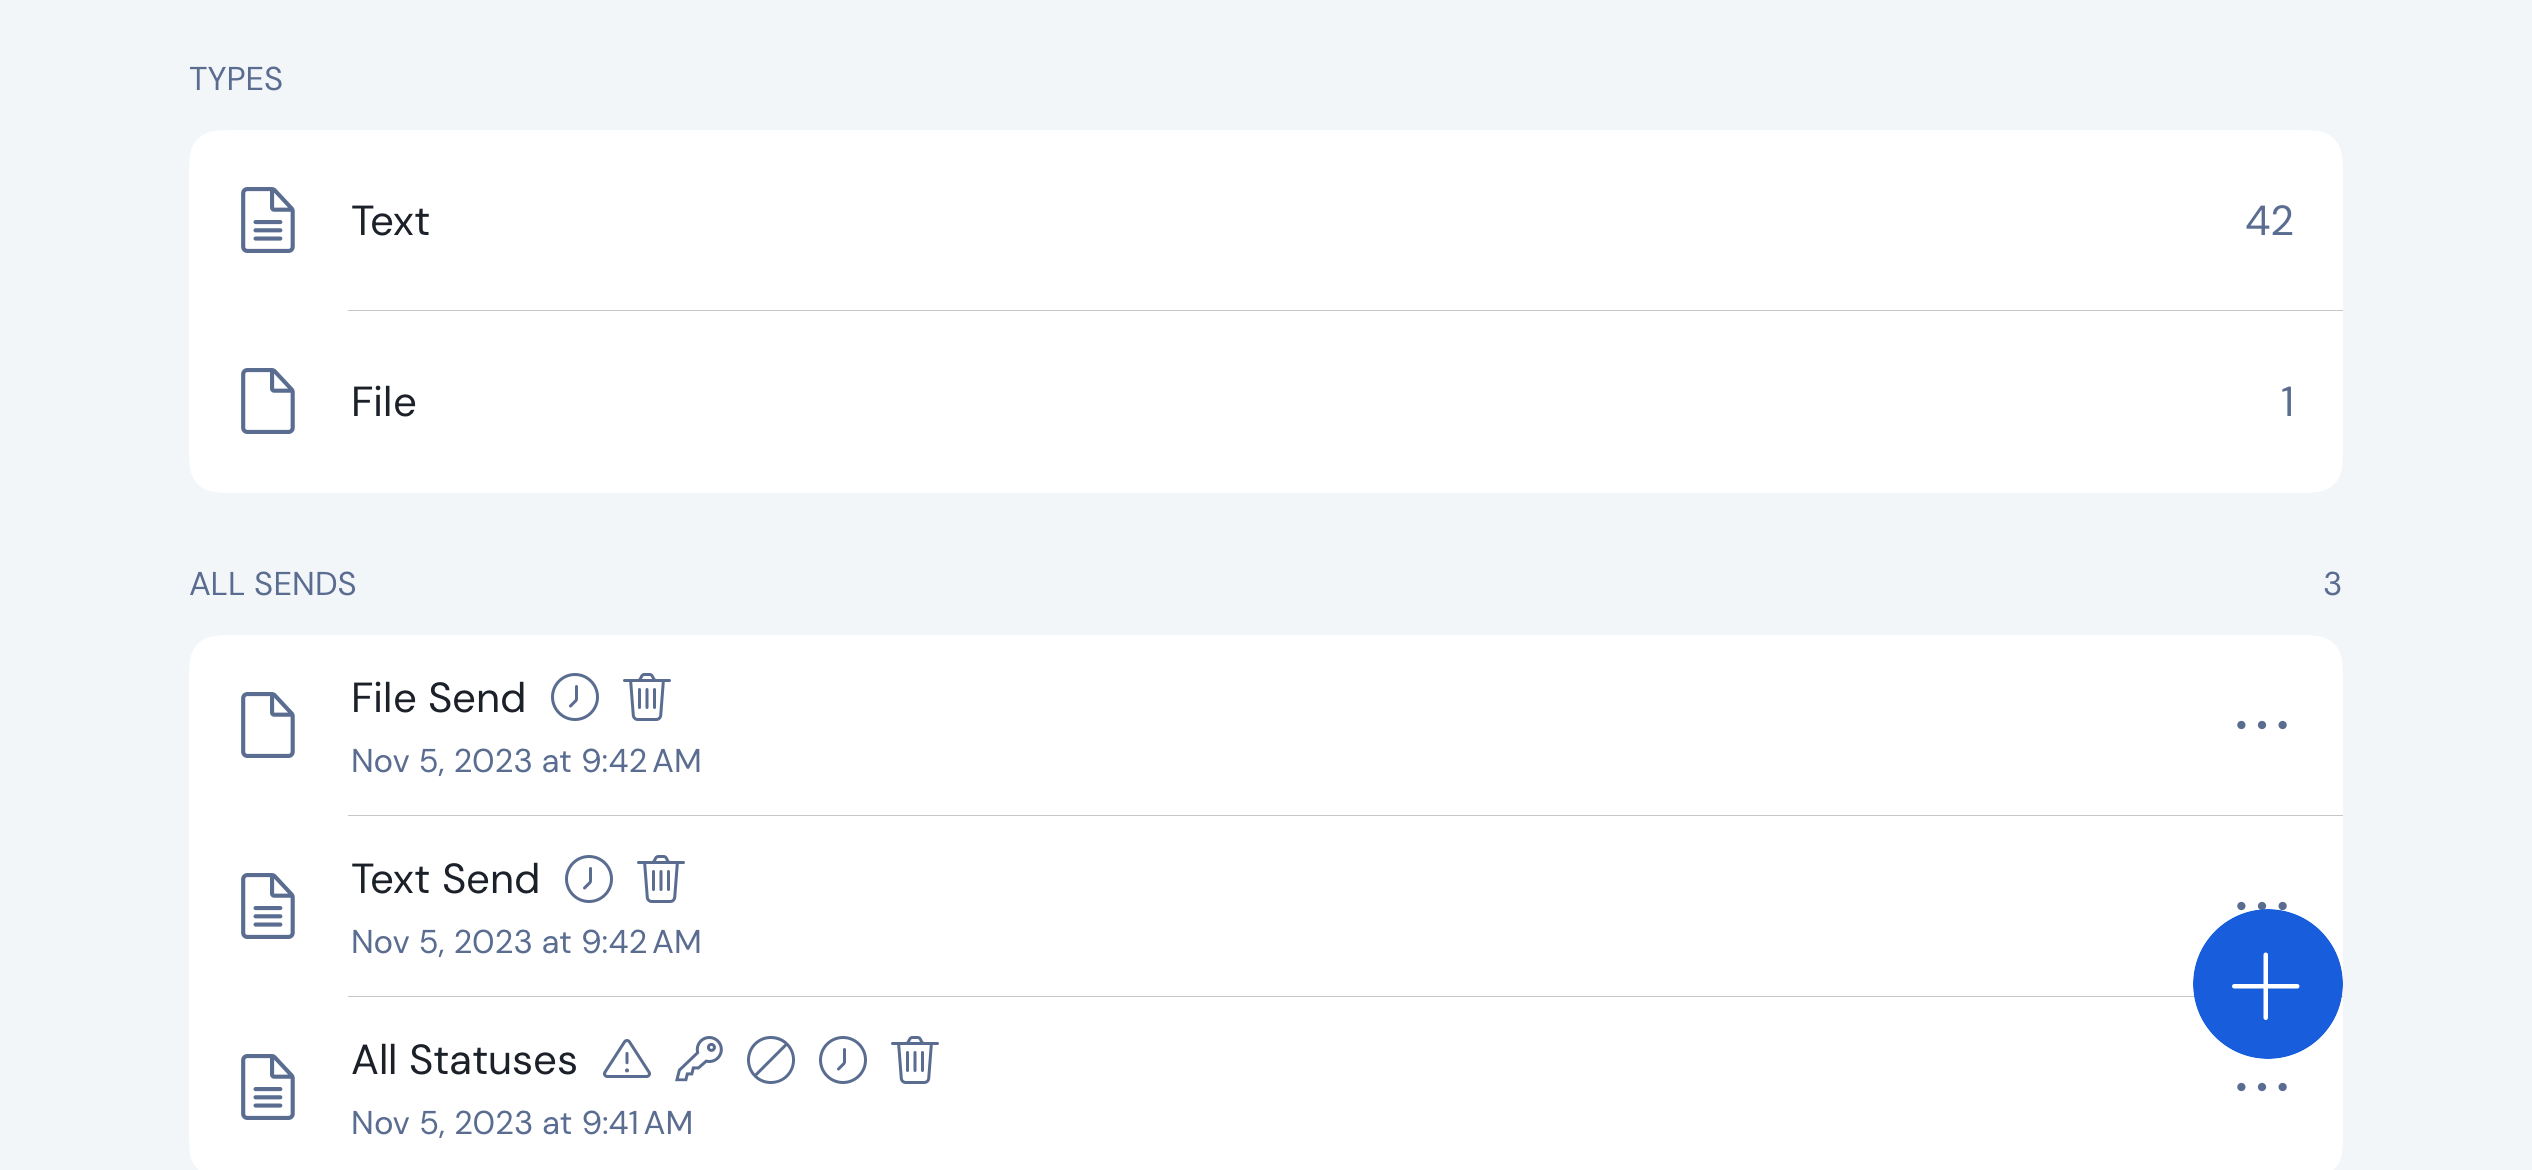 TYPES
Text 42
File 1
ALL SENDS 3
File Send
Nov 5, 2023 at 9:42 AM
Text Send
Nov 5, 2023 at 9:42 AM
All Statuses
Nov 5, 2023 at 9:41 AM